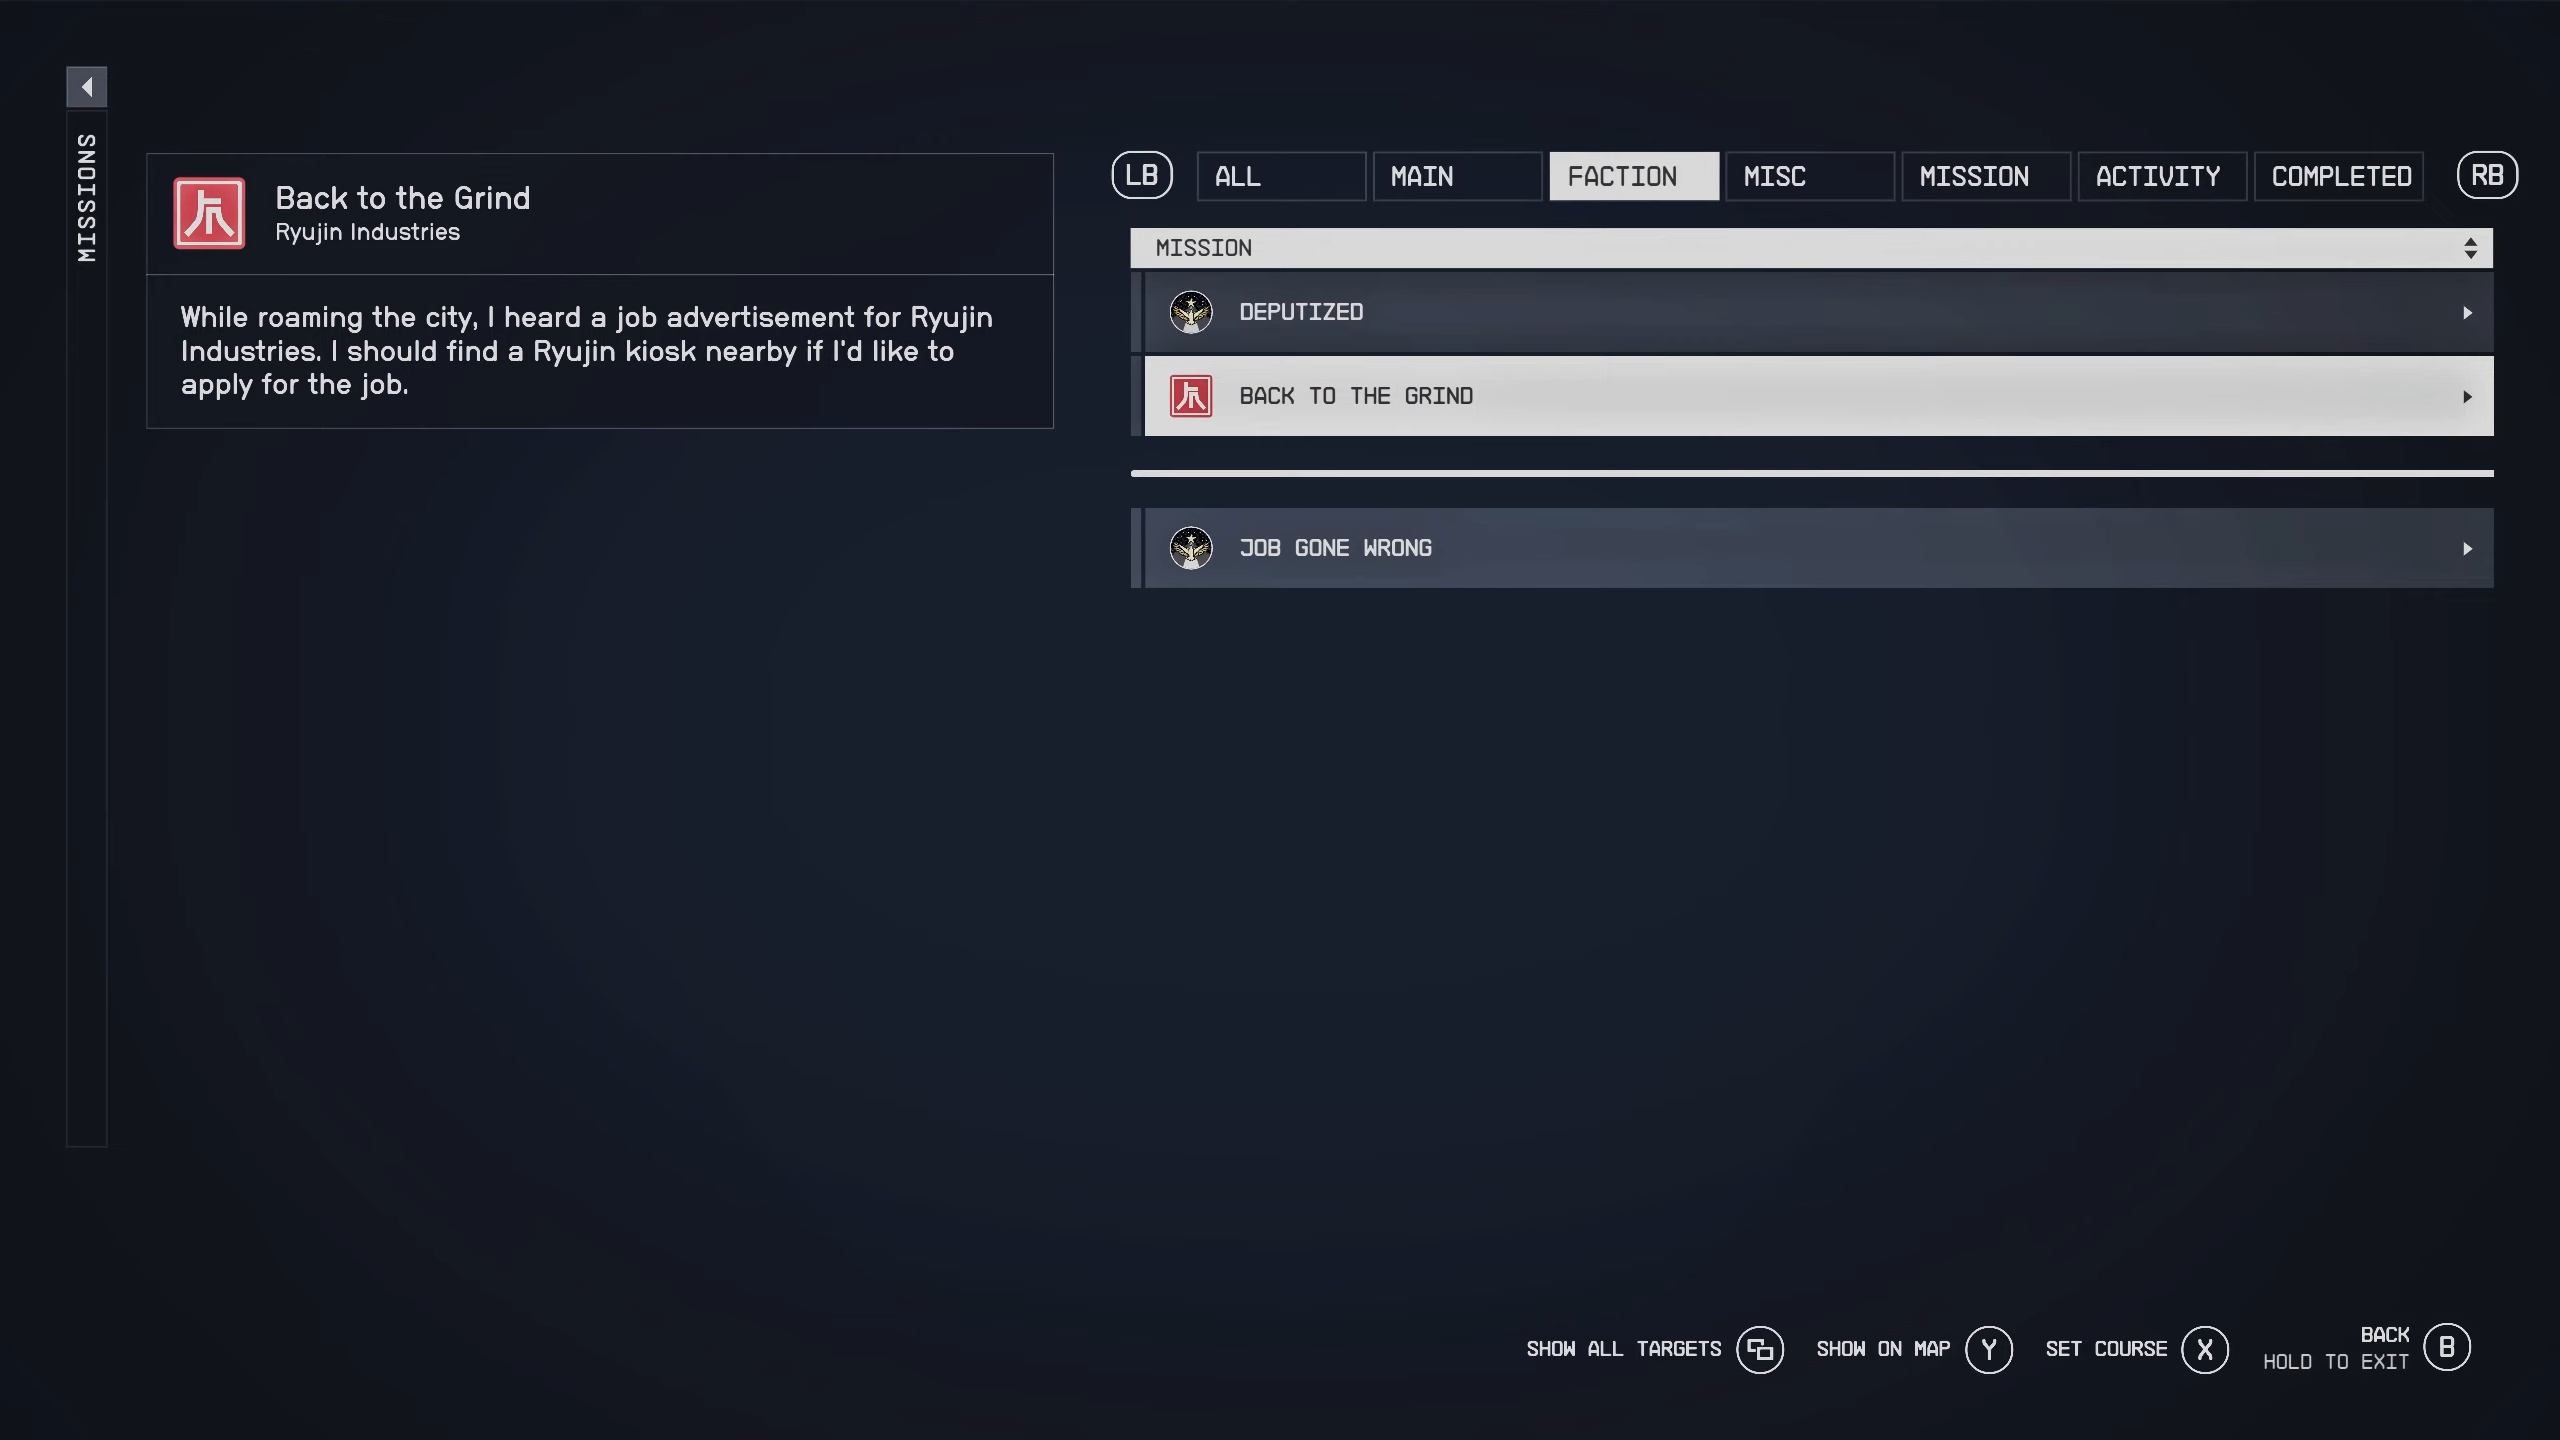 MISSIONS
Back to the Grind
Ryujin Industries
While roaming the city, I heard a job advertisement for Ryujin
Industries. I should find a Ryujin kiosk nearby if I'd like to
apply for the job.
LB ALL MAIN FACTION MISC MISSION ACTIVITY COMPLETED RB
MISSION
DEPUTIZED
BACK TO THE GRIND
JOB GONE WRONG
SHOW ALL TARGETS SHOW ON MAP Y SET COURSE X BACK B
HOLD TO EXIT